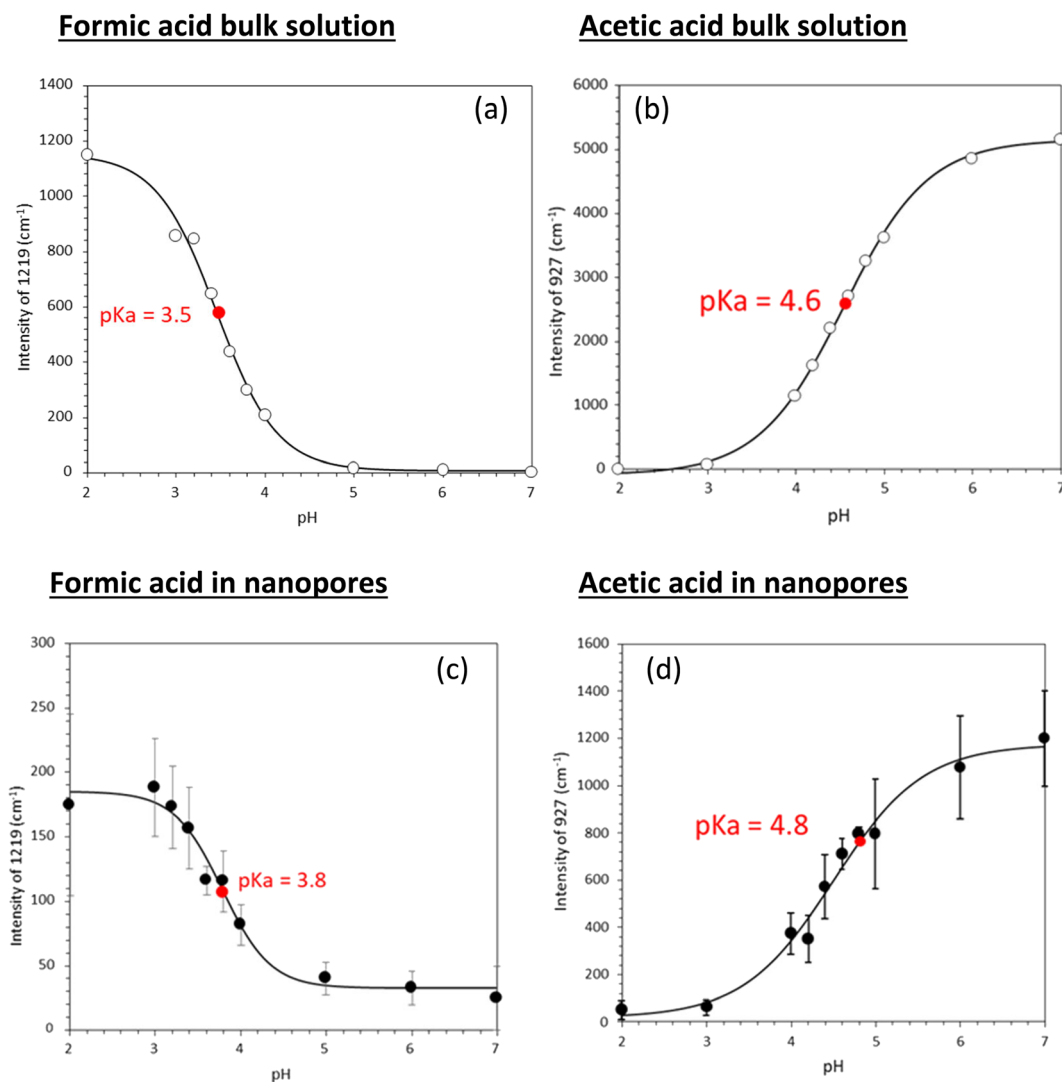 Formic acid bulk solution
Acetic acid bulk solution
(a)
1400
1200
1000
800
600
400
200
0
Intensity of 1219 (cm⁻¹)
pKa = 3.5
2 3 4 5 6 7
pH
(b)
6000
5000
4000
3000
2000
1000
0
Intensity of 927 (cm⁻¹)
pKa = 4.6
2 3 4 5 6 7
pH
Formic acid in nanopores
Acetic acid in nanopores
(c)
300
250
200
150
100
50
0
Intensity of 1219 (cm⁻¹)
pKa = 3.8
2 3 4 5 6 7
pH
(d)
1600
1400
1200
1000
800
600
400
200
0
Intensity of 927 (cm⁻¹)
pKa = 4.8
2 3 4 5 6 7
pH